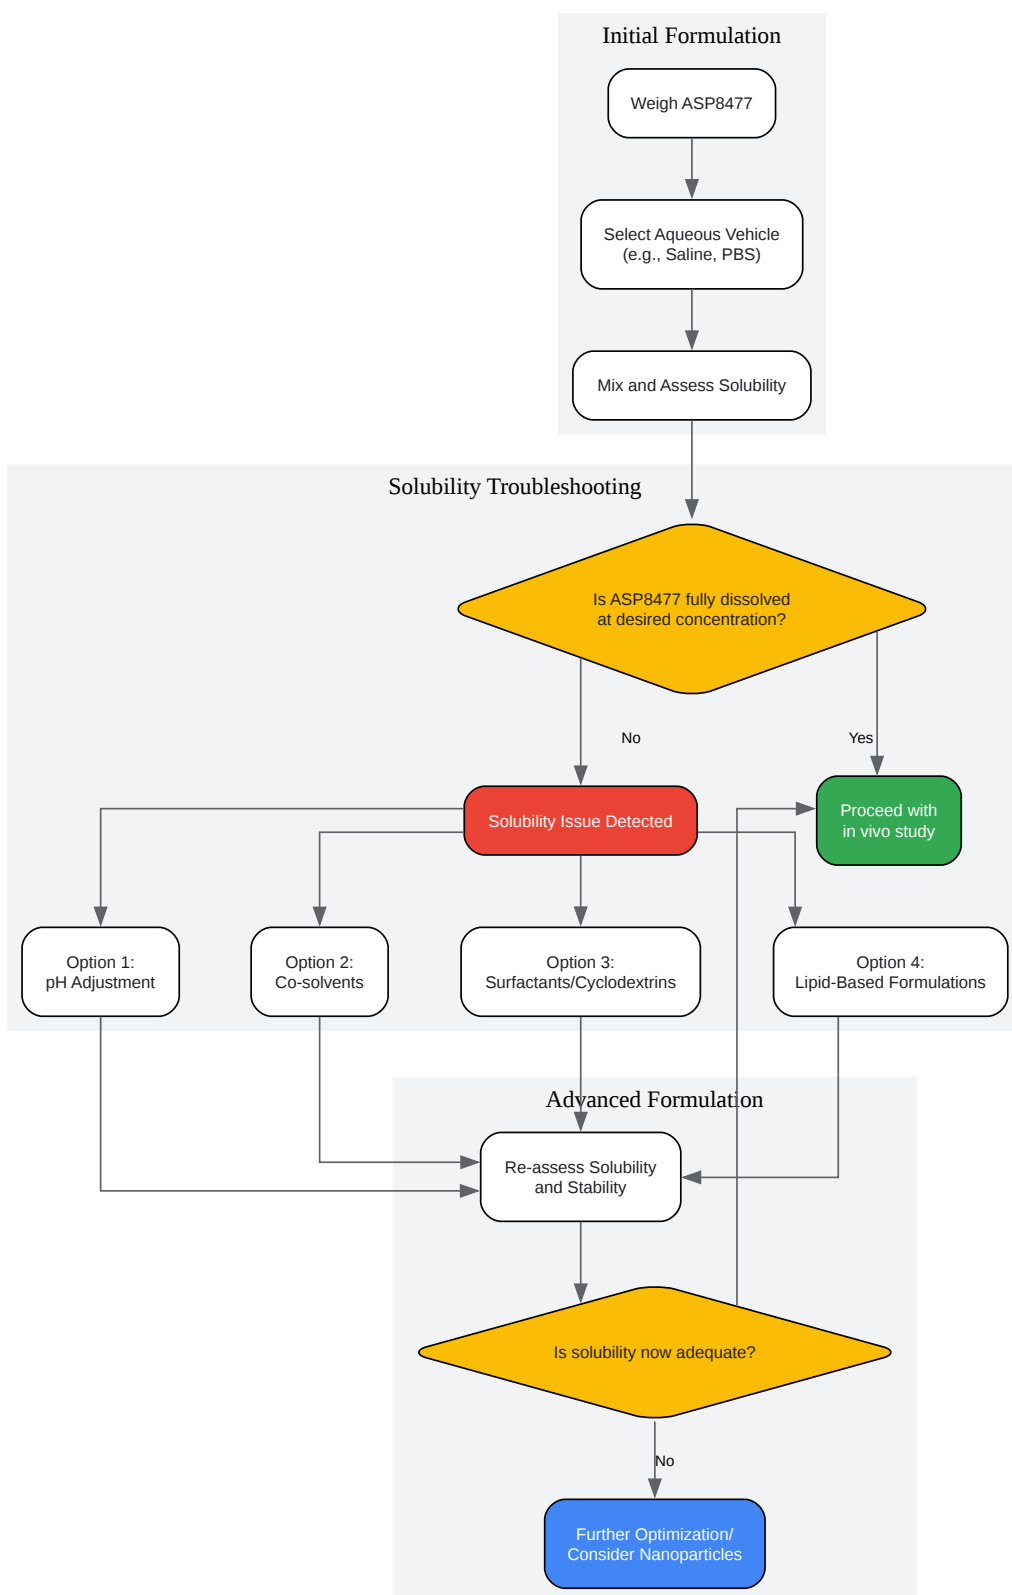 Initial Formulation
Weigh ASP8477
Select Aqueous Vehicle
(e.g., Saline, PBS)
Mix and Assess Solubility
Solubility Troubleshooting
Is ASP8477 fully dissolved
at desired concentration?
No
Yes
Solubility Issue Detected
Proceed with
in vivo study
Option 1:
pH Adjustment
Option 2:
Co-solvents
Option 3:
Surfactants/Cyclodextrins
Option 4:
Lipid-Based Formulations
Advanced Formulation
Re-assess Solubility
and Stability
Is solubility now adequate?
No
Further Optimization/
Consider Nanoparticles